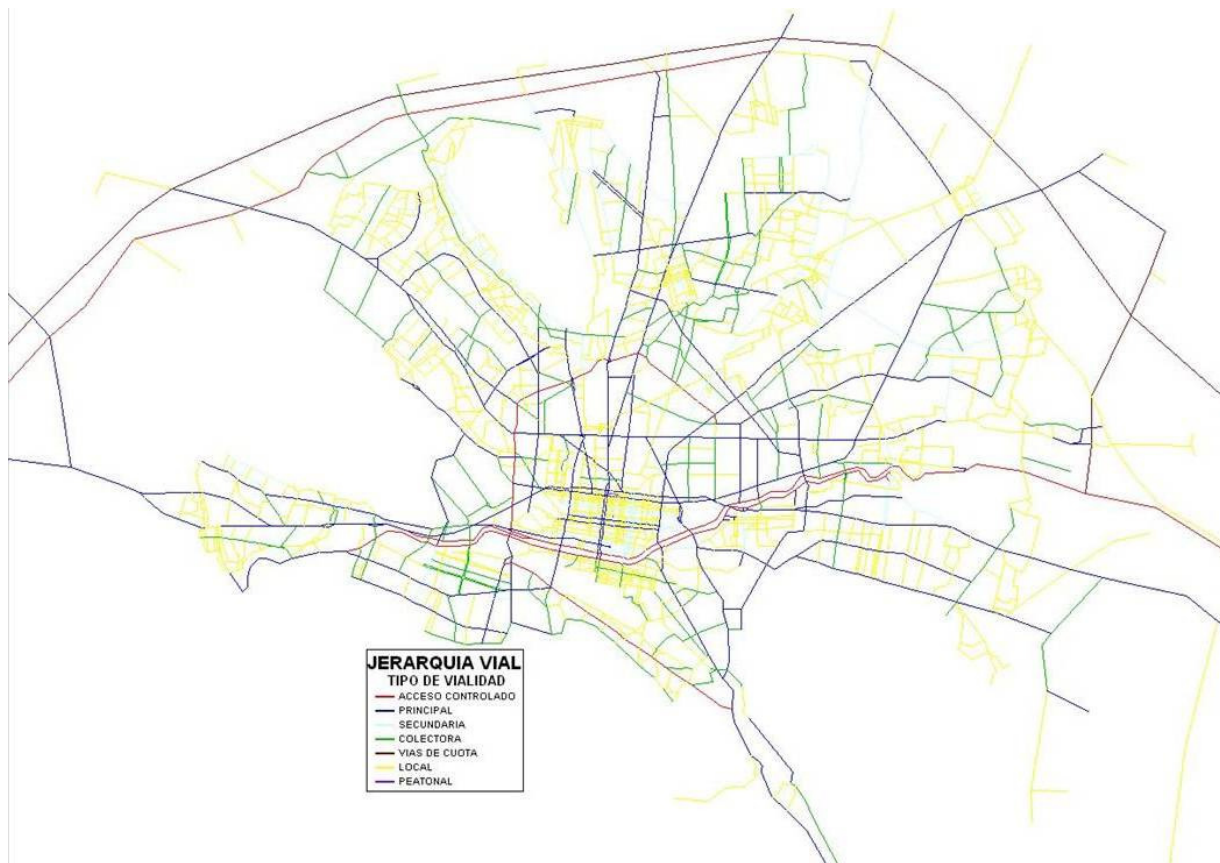 JERARQUIA VIAL
TIPO DE VIALIDAD
ACCESO CONTROLADO
PRINCIPAL
SECUNDARIA
COLECTORA
VIAS DE CUOTA
LOCAL
PEATONAL